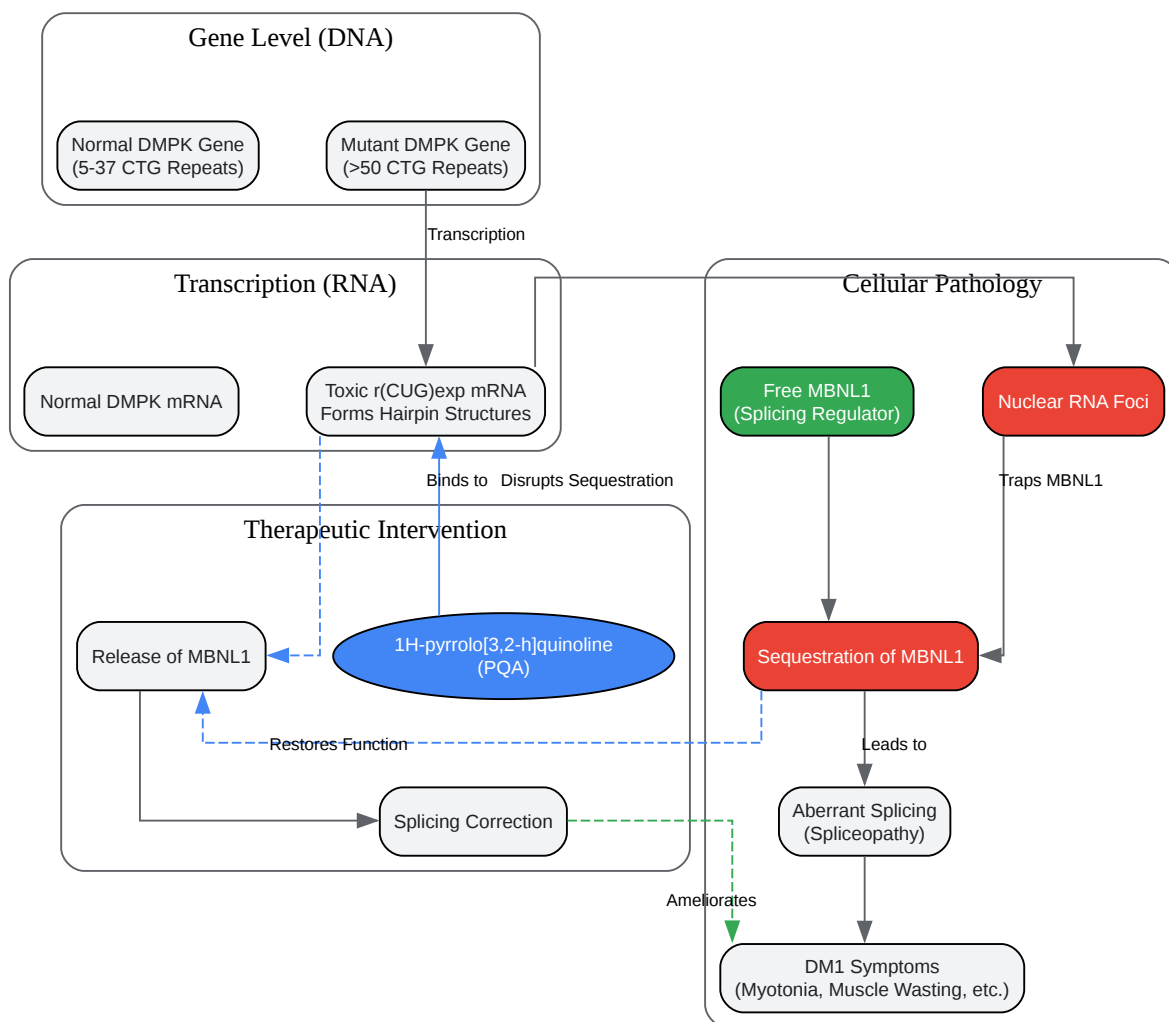 Gene Level (DNA)
Normal DMPK Gene
(5-37 CTG Repeats)
Mutant DMPK Gene
(>50 CTG Repeats)
Transcription
Transcription (RNA)
Cellular Pathology
Normal DMPK mRNA
Toxic r(CUG)exp mRNA
Forms Hairpin Structures
Free MBNL1
(Splicing Regulator)
Nuclear RNA Foci
Binds to
Disrupts Sequestration
Traps MBNL1
Therapeutic Intervention
Release of MBNL1
1H-pyrrolo[3,2-h]quinoline
(PQA)
Sequestration of MBNL1
Restores Function
Leads to
Splicing Correction
Aberrant Splicing
(Spliceopathy)
Ameliorates
DM1 Symptoms
(Myotonia, Muscle Wasting, etc.)